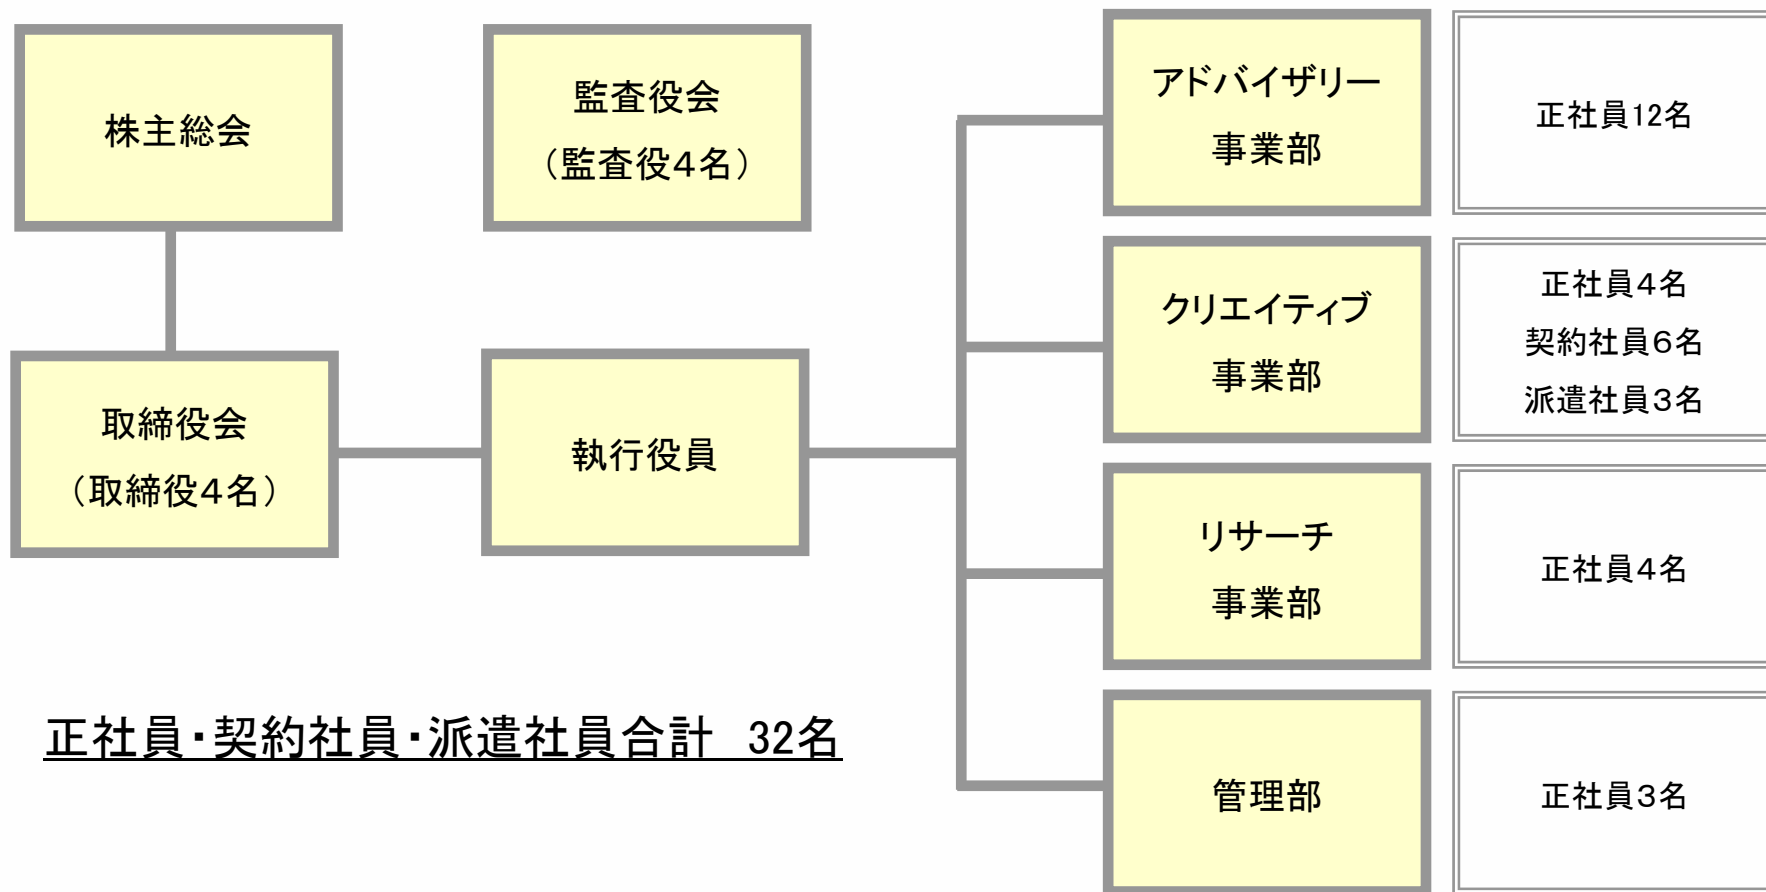 株主総会
監査役会
（監査役４名）
取締役会
（取締役４名）
執行役員
アドバイザリー
事業部
正社員12名
クリエイティブ
事業部
正社員４名
契約社員６名
派遣社員３名
リサーチ
事業部
正社員４名
管理部
正社員３名
正社員・契約社員・派遣社員合計　32名